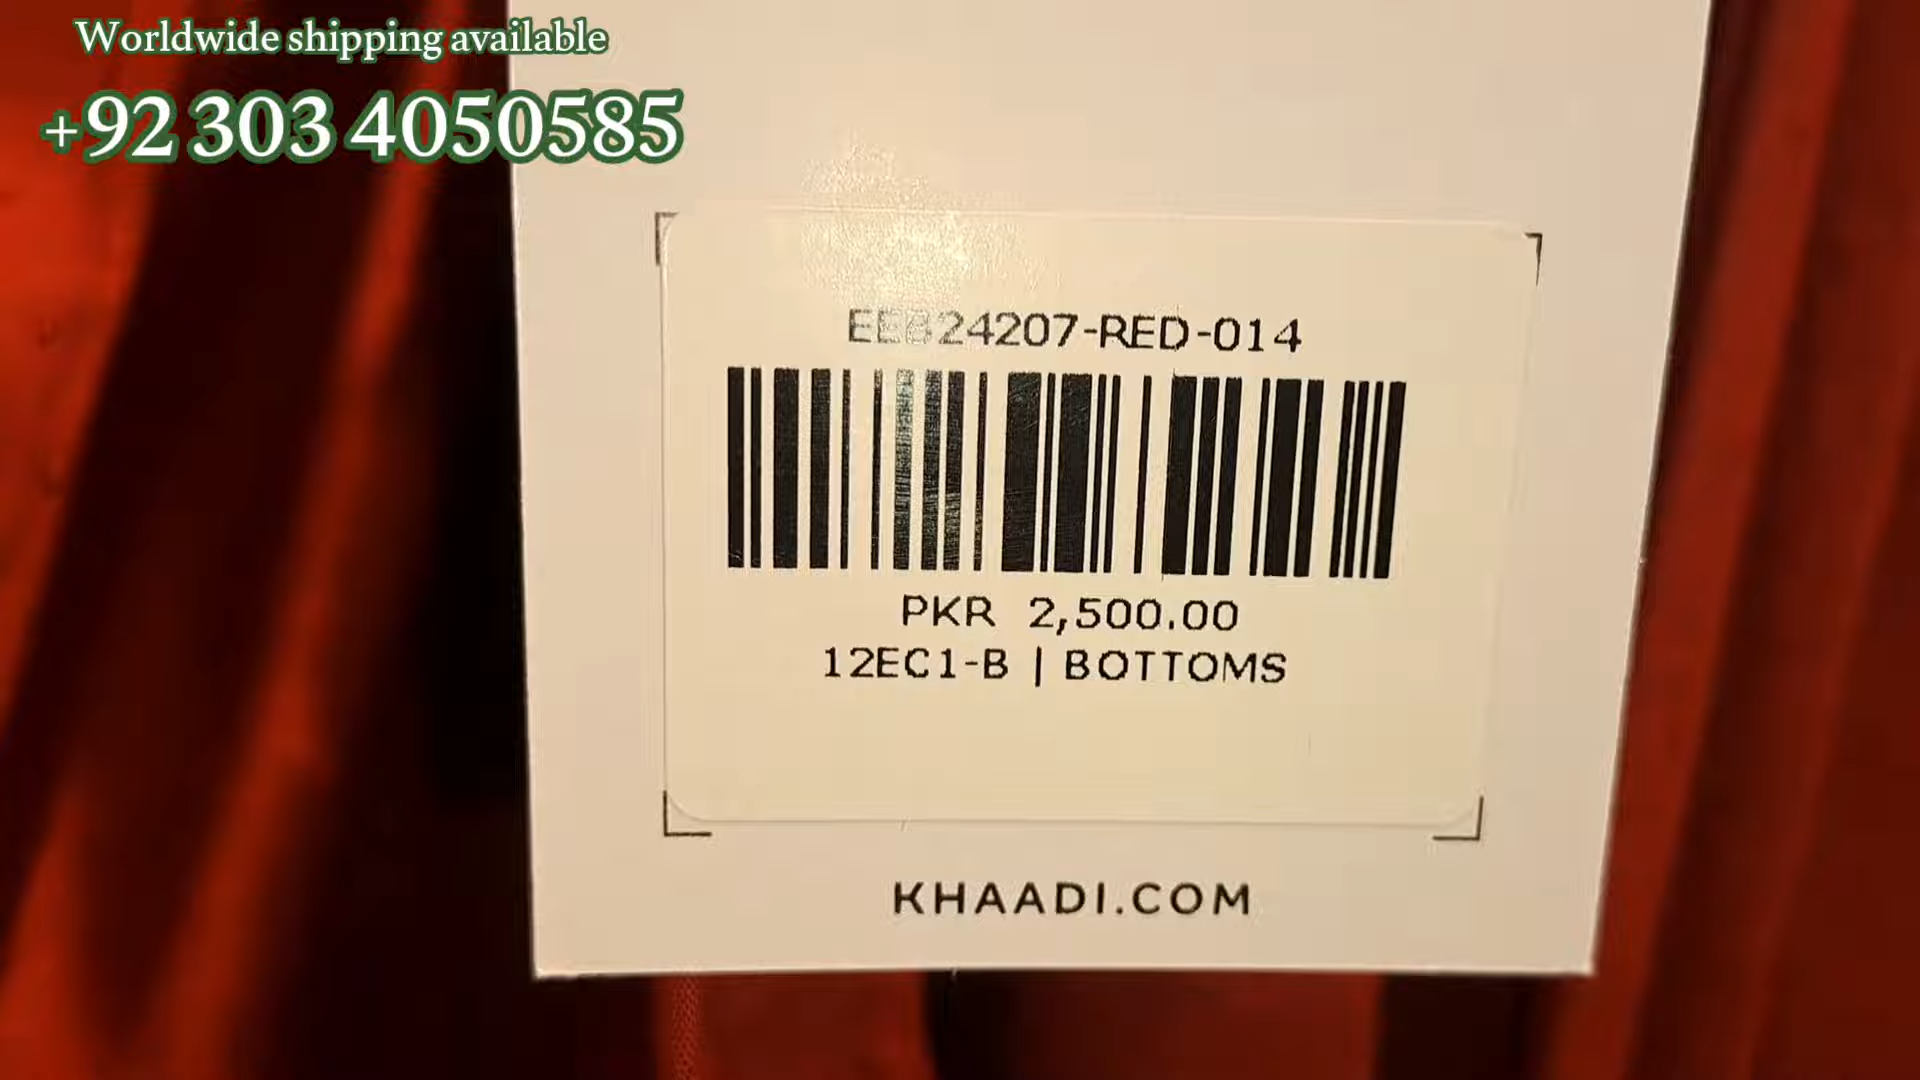 Worldwide shipping available
+92 303 4050585
EEB24207-RED-014
PKR 2,500.00
12EC1-B | BOTTOMS
KHAADI.COM